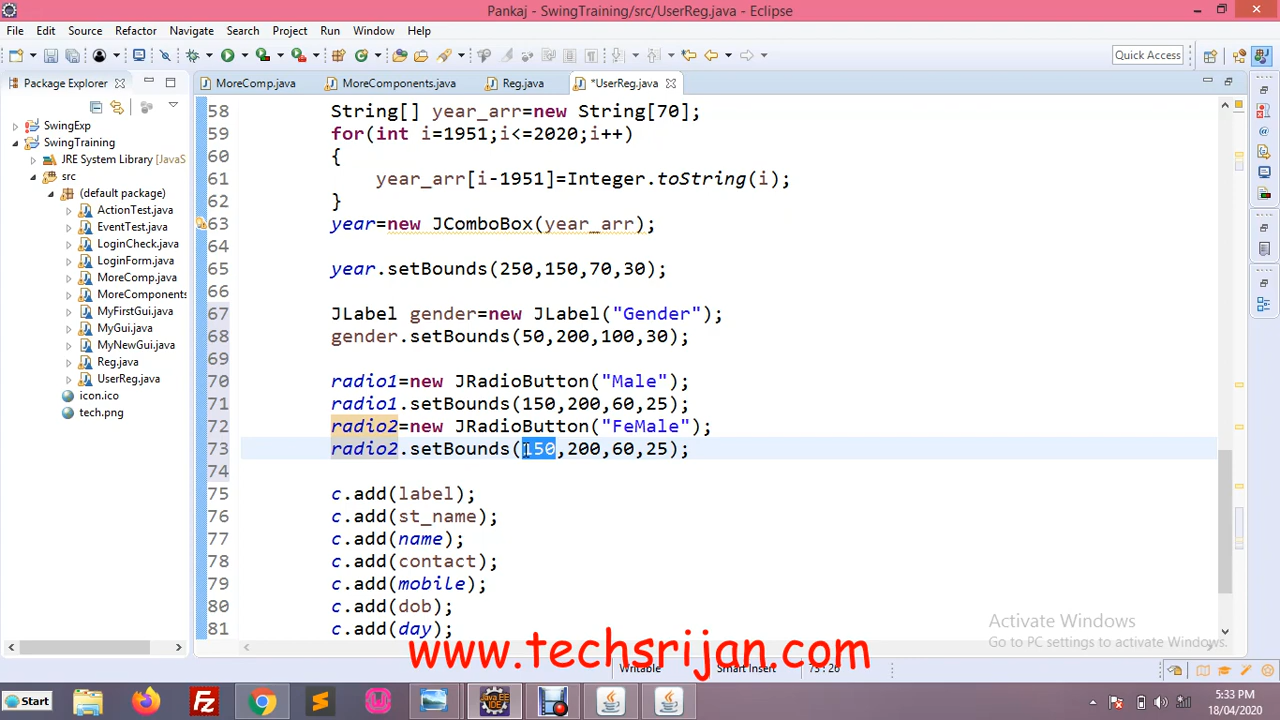 Pankaj - SwingTraining/src/UserReg.java - Eclipse
File Edit Source Refactor Navigate Search Project Run Window Help
Quick Access
Package Explorer
MoreComp.java MoreComponents.java Reg.java *UserReg.java
SwingExp
SwingTraining
JRE System Library [JavaS
src
(default package)
ActionTest.java
EventTest.java
LoginCheck.java
LoginForm.java
MoreComp.java
MoreComponents
MyFirstGui.java
MyGui.java
MyNewGui.java
Reg.java
UserReg.java
icon.ico
tech.png
58 String[] year_arr=new String[70];
59 for(int i=1951;i<=2020;i++)
60 {
61 year_arr[i-1951]=Integer.toString(i);
62 }
63 year=new JComboBox(year_arr);
64
65 year.setBounds(250,150,70,30);
66
67 JLabel gender=new JLabel("Gender");
68 gender.setBounds(50,200,100,30);
69
70 radio1=new JRadioButton("Male");
71 radio1.setBounds(150,200,60,25);
72 radio2=new JRadioButton("FeMale");
73 radio2.setBounds(150,200,60,25);
74
75 c.add(label);
76 c.add(st_name);
77 c.add(name);
78 c.add(contact);
79 c.add(mobile);
80 c.add(dob);
81 c.add(day);
Activate Windows
Go to PC settings to activate Windows.
www.techsrijan.com
Writable Smart Insert 73 : 26
Start
5:33 PM
18/04/2020